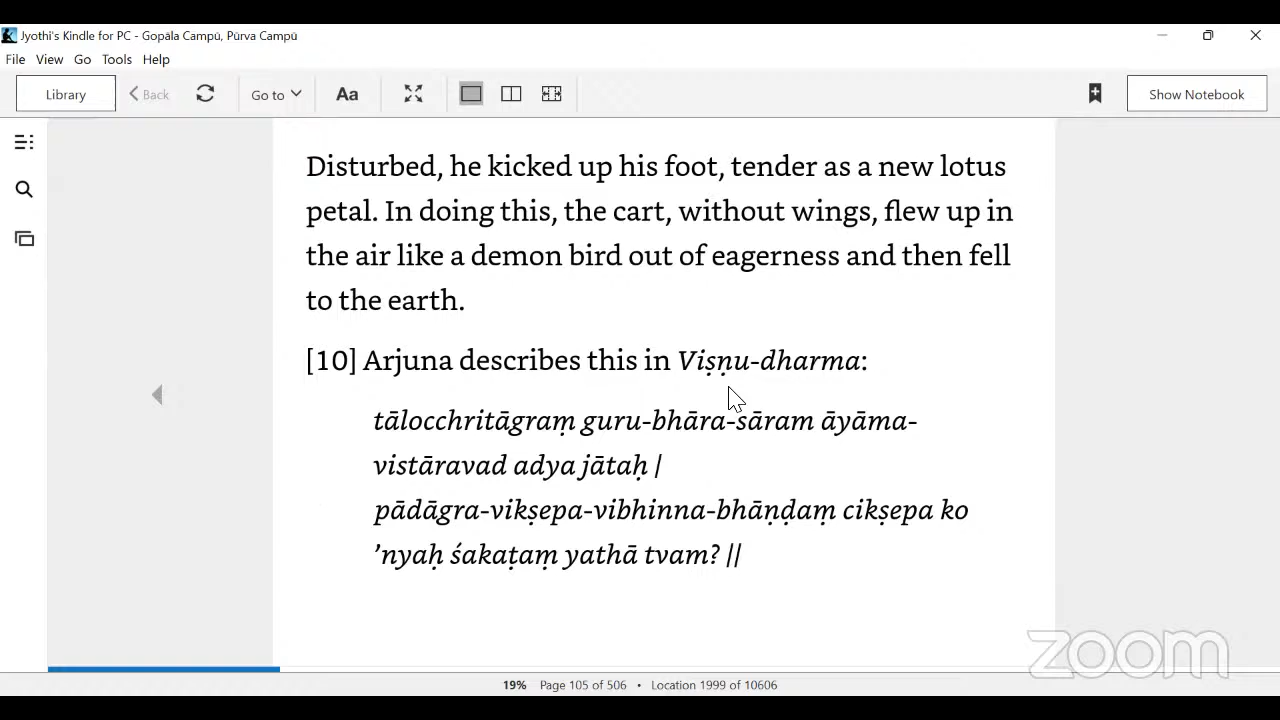 Jyothi's Kindle for PC - Gopāla Campū, Pūrva Campū
File View Go Tools Help
Library Back Go to Aa Show Notebook
Disturbed, he kicked up his foot, tender as a new lotus
petal. In doing this, the cart, without wings, flew up in
the air like a demon bird out of eagerness and then fell
to the earth.
[10] Arjuna describes this in Viṣṇu-dharma:
tālocchritāgraṃ guru-bhāra-sāram āyāma-
vistāravad adya jātaḥ |
pādāgra-vikṣepa-vibhinna-bhāṇḍaṃ cikṣepa ko
’nyaḥ śakaṭaṃ yathā tvam? ||
zoom
19% Page 105 of 506 • Location 1999 of 10606